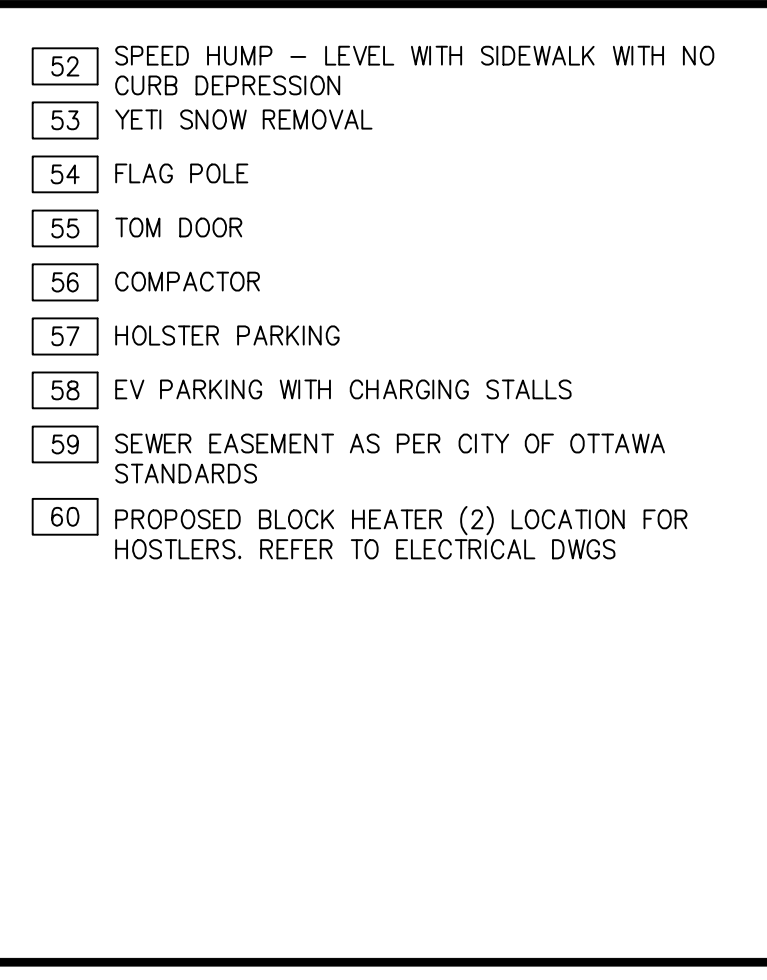 52 SPEED HUMP – LEVEL WITH SIDEWALK WITH NO
CURB DEPRESSION
53 YETI SNOW REMOVAL
54 FLAG POLE
55 TOM DOOR
56 COMPACTOR
57 HOLSTER PARKING
58 EV PARKING WITH CHARGING STALLS
59 SEWER EASEMENT AS PER CITY OF OTTAWA
STANDARDS
60 PROPOSED BLOCK HEATER (2) LOCATION FOR
HOSTLERS. REFER TO ELECTRICAL DWGS